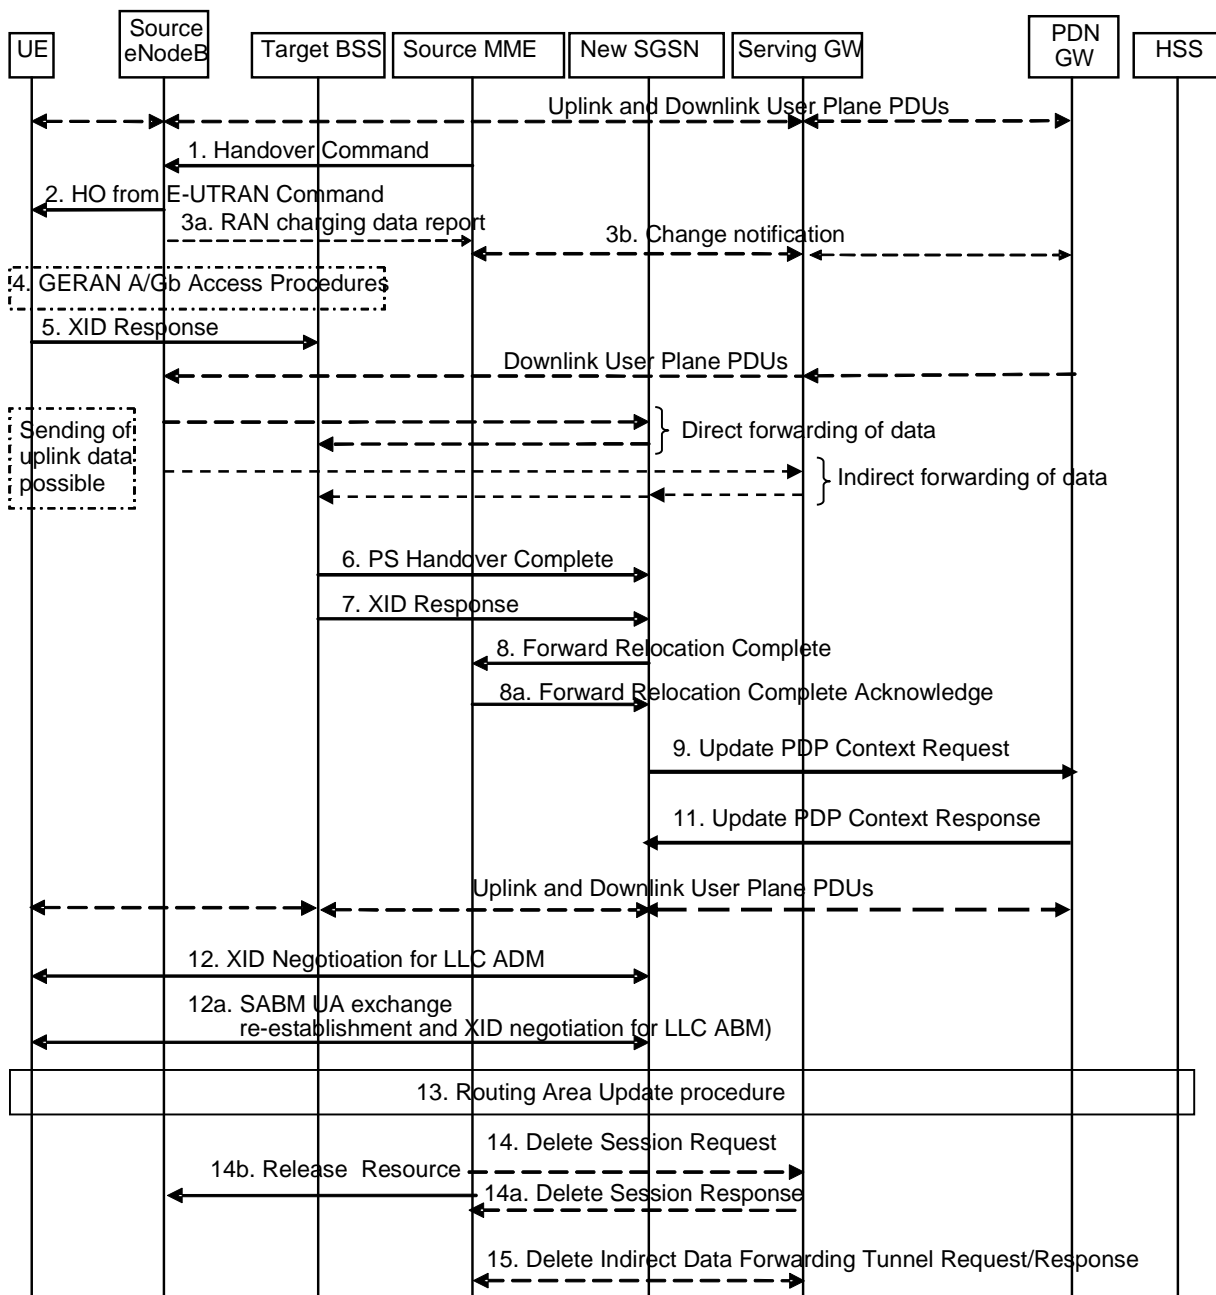 UE
Source
eNodeB
Target BSS
Source MME
New SGSN
Serving GW
PDN
GW
HSS
Uplink and Downlink User Plane PDUs
1. Handover Command
2. HO from E-UTRAN Command
3a. RAN charging data report
3b. Change notification
4. GERAN A/Gb Access Procedures
5. XID Response
Downlink User Plane PDUs
Sending of
uplink data
possible
Direct forwarding of data
Indirect forwarding of data
6. PS Handover Complete
7. XID Response
8. Forward Relocation Complete
8a. Forward Relocation Complete Acknowledge
9. Update PDP Context Request
11. Update PDP Context Response
Uplink and Downlink User Plane PDUs
12. XID Negotioation for LLC ADM
12a. SABM UA exchange
re-establishment and XID negotiation for LLC ABM)
13. Routing Area Update procedure
14. Delete Session Request
14b. Release Resource
14a. Delete Session Response
15. Delete Indirect Data Forwarding Tunnel Request/Response